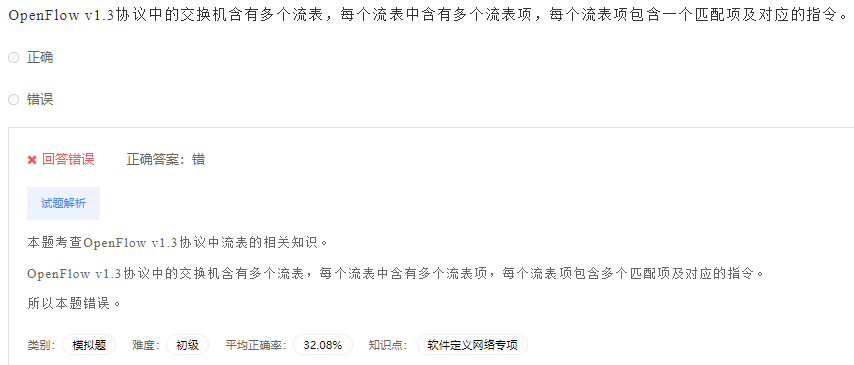 OpenFlow v1.3协议中的交换机含有多个流表，每个流表中含有多个流表项，每个流表项包含一个匹配项及对应的指令。
正确
错误
✖ 回答错误 正确答案：错
试题解析
本题考查OpenFlow v1.3协议中流表的相关知识。
OpenFlow v1.3协议中的交换机含有多个流表，每个流表中含有多个流表项，每个流表项包含多个匹配项及对应的指令。
所以本题错误。
类别： 模拟题 难度： 初级 平均正确率： 32.08% 知识点： 软件定义网络专项